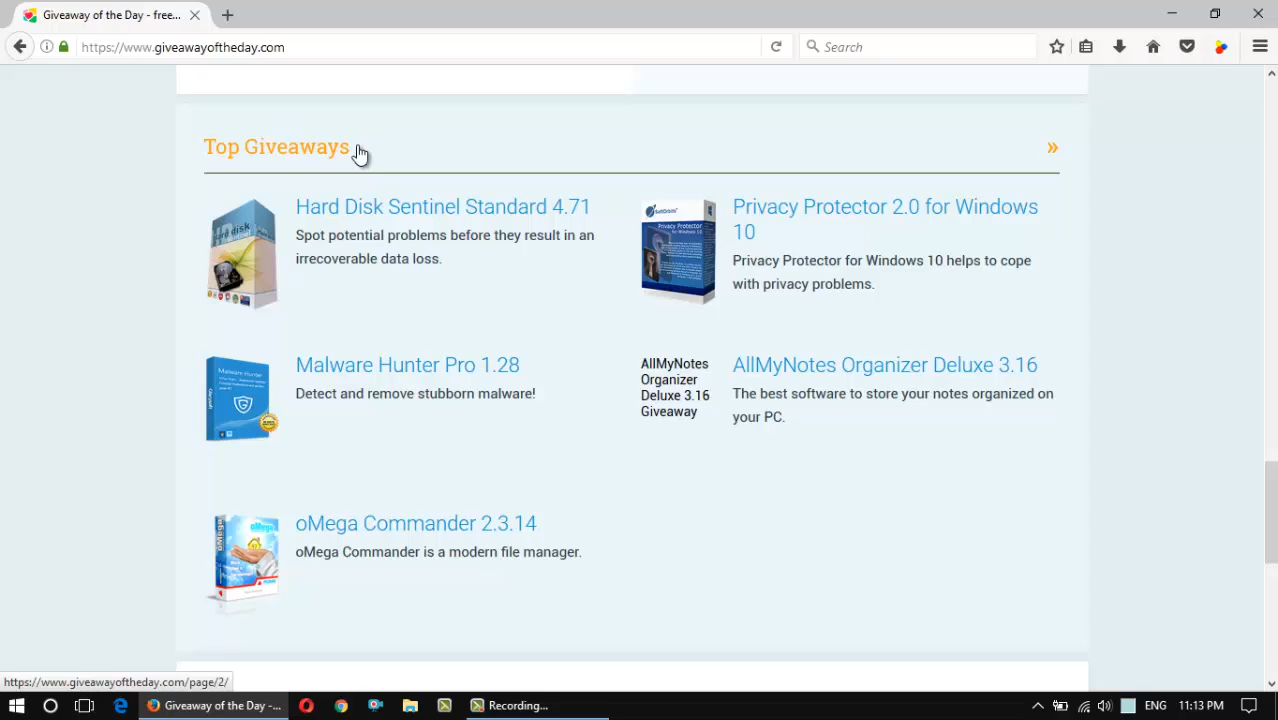 Giveaway of the Day - free...
https://www.giveawayoftheday.com
Search
Top Giveaways
»
Hard Disk Sentinel Standard 4.71
Spot potential problems before they result in an
irrecoverable data loss.
Privacy Protector 2.0 for Windows
10
Privacy Protector for Windows 10 helps to cope
with privacy problems.
Malware Hunter Pro 1.28
Detect and remove stubborn malware!
AllMyNotes
Organizer
Deluxe 3.16
Giveaway
AllMyNotes Organizer Deluxe 3.16
The best software to store your notes organized on
your PC.
oMega Commander 2.3.14
oMega Commander is a modern file manager.
https://www.giveawayoftheday.com/page/2/
Giveaway of the Day -...
Recording...
ENG
11:13 PM